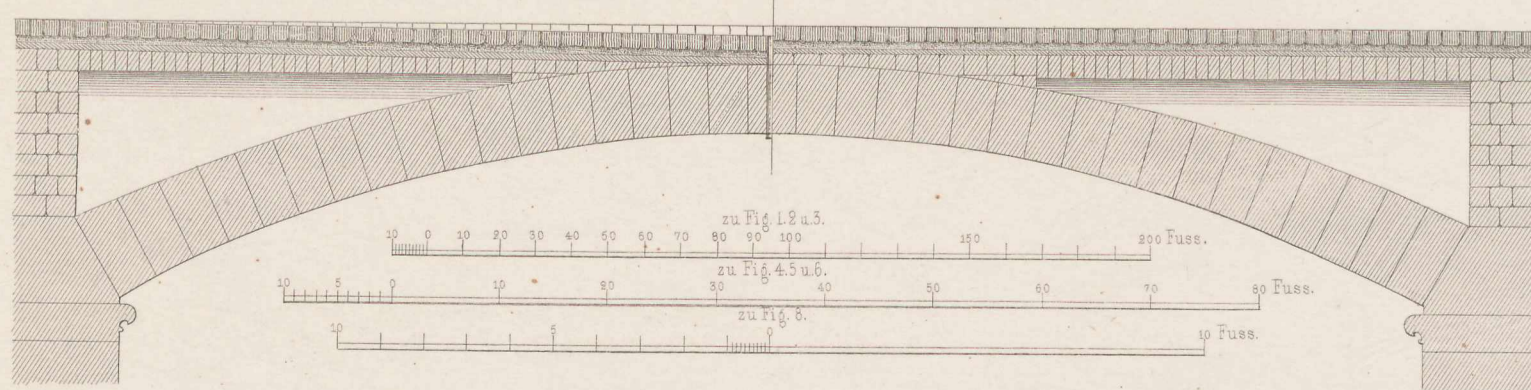 zu Fig. 1. 2 u. 3.
10 0 10 20 30 40 50 60 70 80 90 100 150 200 Fuss.
zu Fig. 4. 5 u. 6.
10 5 0 10 20 30 40 50 60 70 80 Fuss.
zu Fig. 8.
10 5 0 10 Fuss.